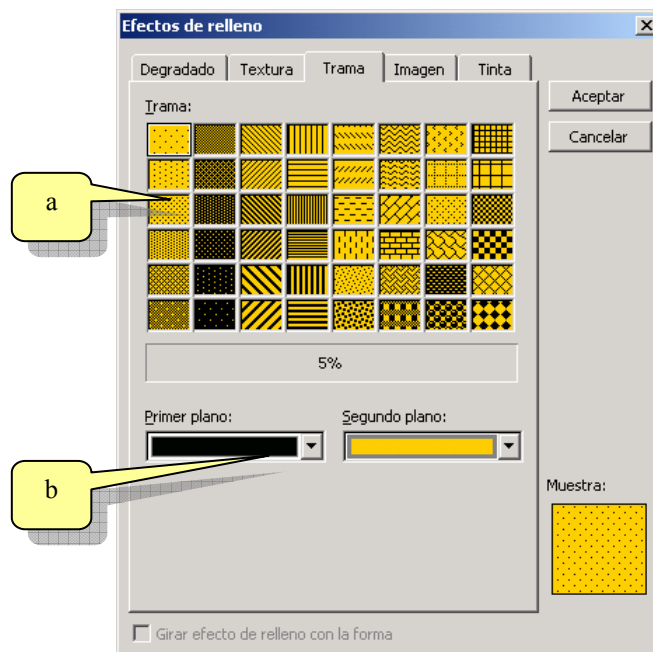 Efectos de relleno
Degradado Textura Trama Imagen Tinta
Aceptar
Cancelar
Trama:
a
5%
Primer plano: Segundo plano:
b
Muestra:
Girar efecto de relleno con la forma